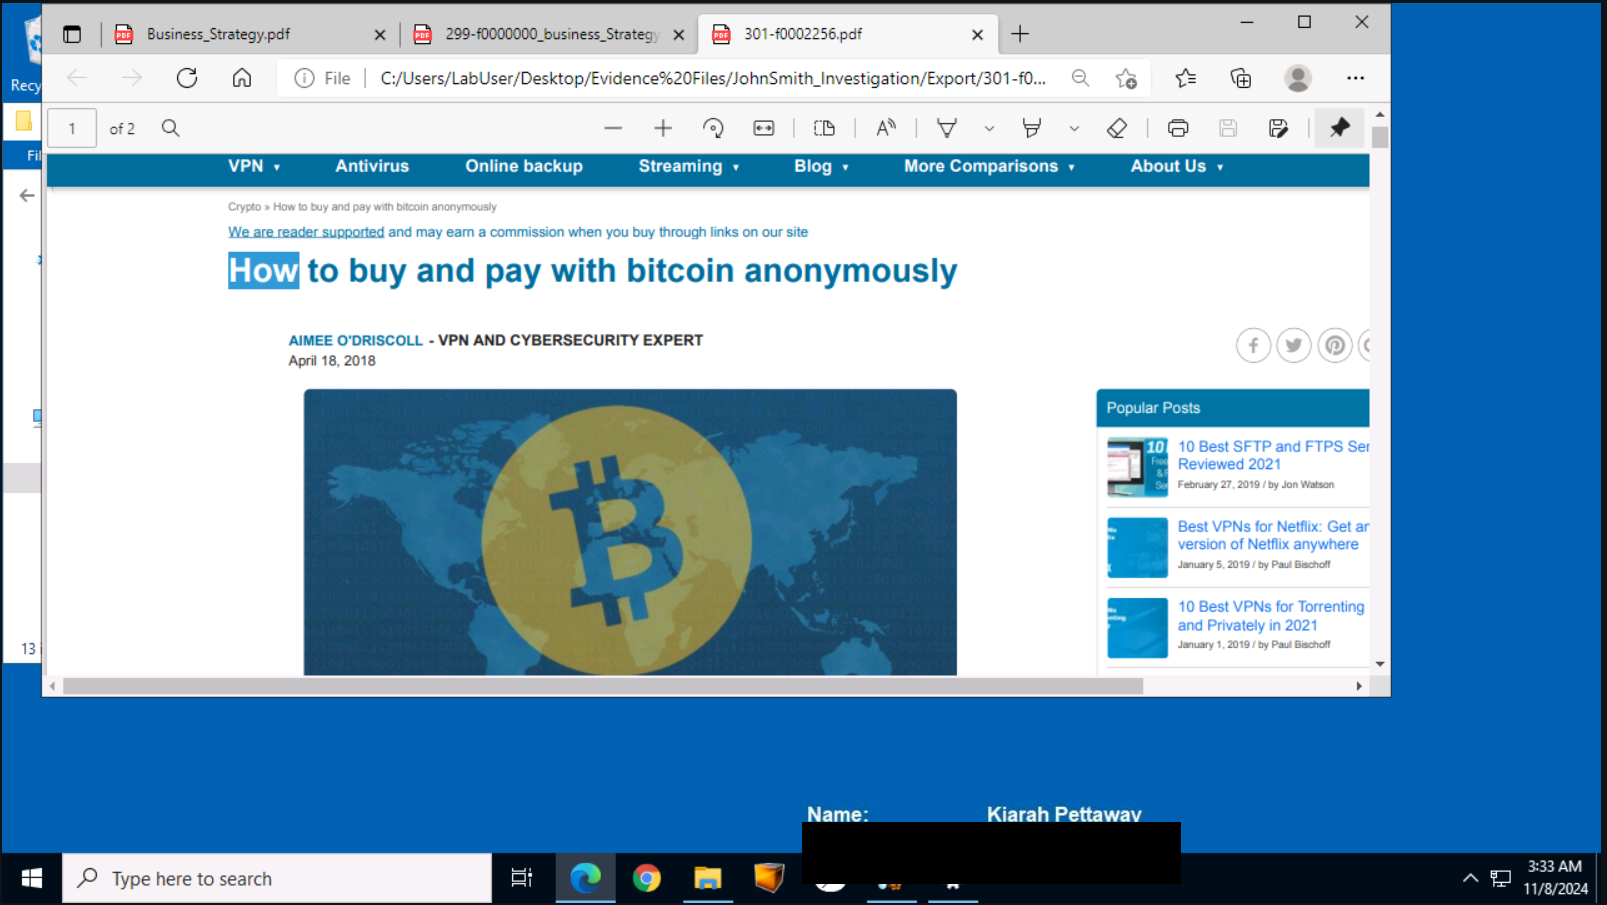 Recy
Business_Strategy.pdf
299-f0000000_business_Strategy
301-f0002256.pdf
File
C:/Users/LabUser/Desktop/Evidence%20Files/JohnSmith_Investigation/Export/301-f0...
1
of 2
Fil
VPN
Antivirus
Online backup
Streaming
Blog
More Comparisons
About Us
Crypto » How to buy and pay with bitcoin anonymously
We are reader supported and may earn a commission when you buy through links on our site
How to buy and pay with bitcoin anonymously
AIMEE O'DRISCOLL - VPN AND CYBERSECURITY EXPERT
April 18, 2018
Popular Posts
10 Best SFTP and FTPS Ser
Reviewed 2021
February 27, 2019 / by Jon Watson
Best VPNs for Netflix: Get an
version of Netflix anywhere
January 5, 2019 / by Paul Bischoff
10 Best VPNs for Torrenting
and Privately in 2021
January 1, 2019 / by Paul Bischoff
13 i
Name: Kiarah Pettaway
Type here to search
3:33 AM
11/8/2024